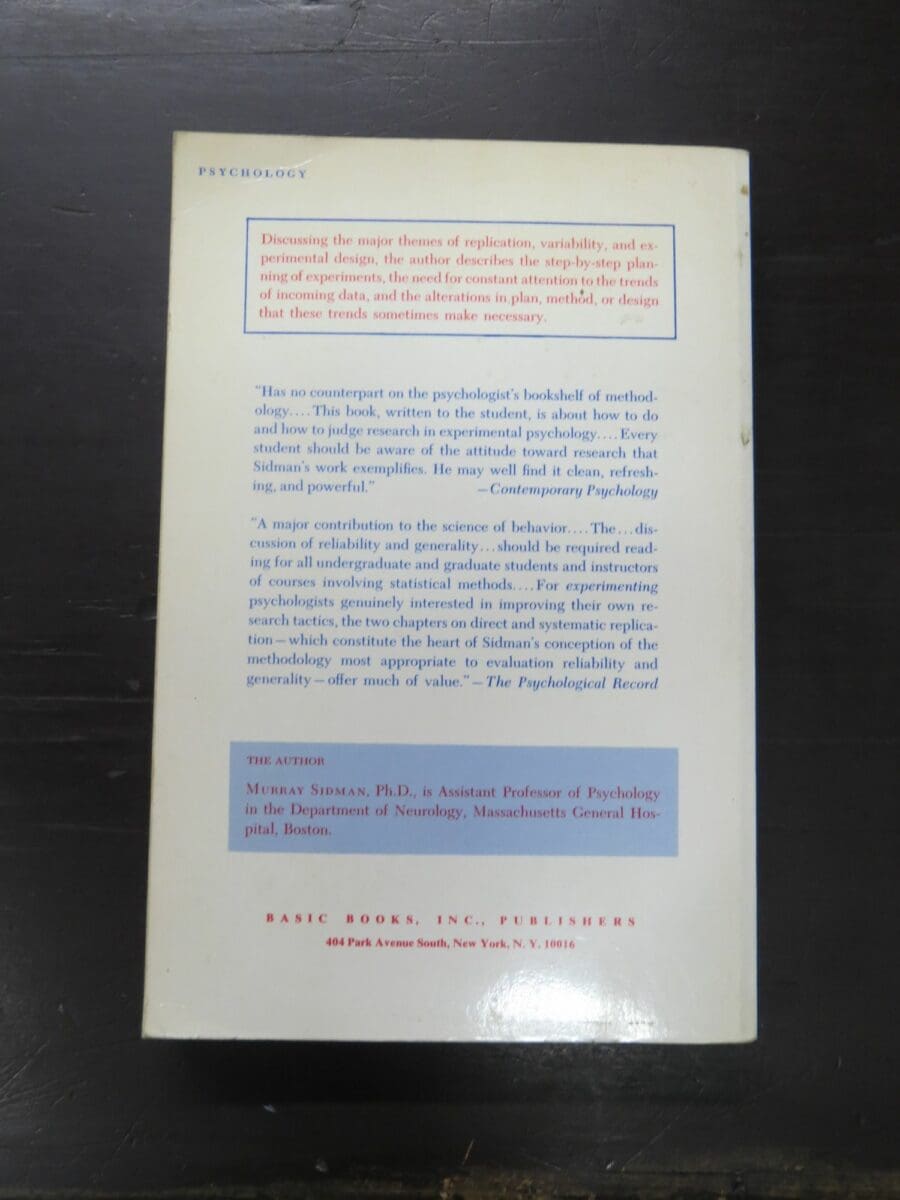 PSYCHOLOGY
Discussing the major themes of replication, variability, and ex-
perimental design, the author describes the step-by-step plan-
ning of experiments, the need for constant attention to the trends
of incoming data, and the alterations in plan, method, or design
that these trends sometimes make necessary.
"Has no counterpart on the psychologist's bookshelf of method-
ology.... This book, written to the student, is about how to do
and how to judge research in experimental psychology.... Every
student should be aware of the attitude toward research that
Sidman's work exemplifies. He may well find it clean, refresh-
ing, and powerful." —Contemporary Psychology
"A major contribution to the science of behavior.... The...dis-
cussion of reliability and generality...should be required read-
ing for all undergraduate and graduate students and instructors
of courses involving statistical methods.... For experimenting
psychologists genuinely interested in improving their own re-
search tactics, the two chapters on direct and systematic replica-
tion—which constitute the heart of Sidman's conception of the
methodology most appropriate to evaluation reliability and
generality—offer much of value."—The Psychological Record
THE AUTHOR
MURRAY SIDMAN, Ph.D., is Assistant Professor of Psychology
in the Department of Neurology, Massachusetts General Hos-
pital, Boston.
BASIC BOOKS, INC., PUBLISHERS
404 Park Avenue South, New York, N. Y. 10016